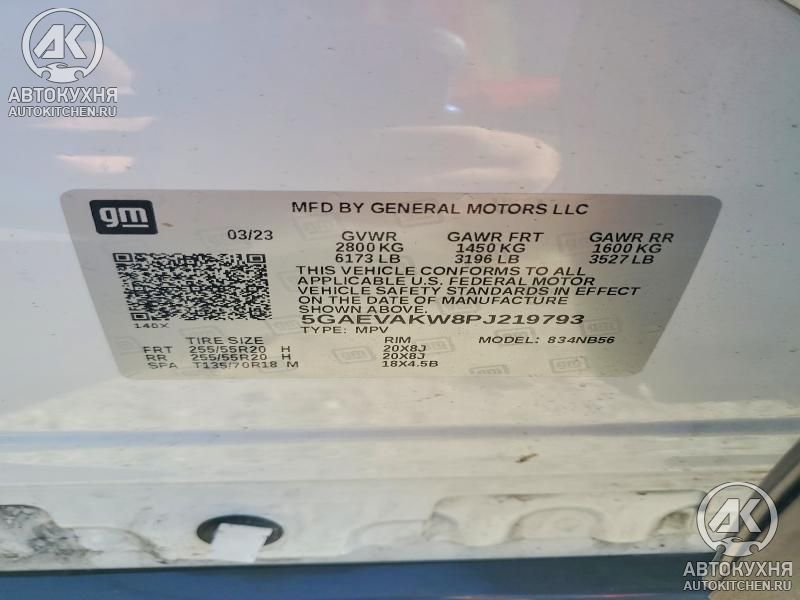 АВТОКУХНЯ
AUTOKITCHEN.RU
gm
MFD BY GENERAL MOTORS LLC
03/23 GVWR GAWR FRT GAWR RR
2800 KG 1450 KG 1600 KG
6173 LB 3196 LB 3527 LB
THIS VEHICLE CONFORMS TO ALL
APPLICABLE U.S. FEDERAL MOTOR
VEHICLE SAFETY STANDARDS IN EFFECT
ON THE DATE OF MANUFACTURE
SHOWN ABOVE.
140X
5GAEVAKW8PJ219793
TYPE: MPV
TIRE SIZE RIM MODEL: 834NB56
FRT 255/55R20 H 20X8J
RR 255/55R20 H 20X8J
SPA T135/70R18 M 18X4.5B
АВТОКУХНЯ
AUTOKITCHEN.RU